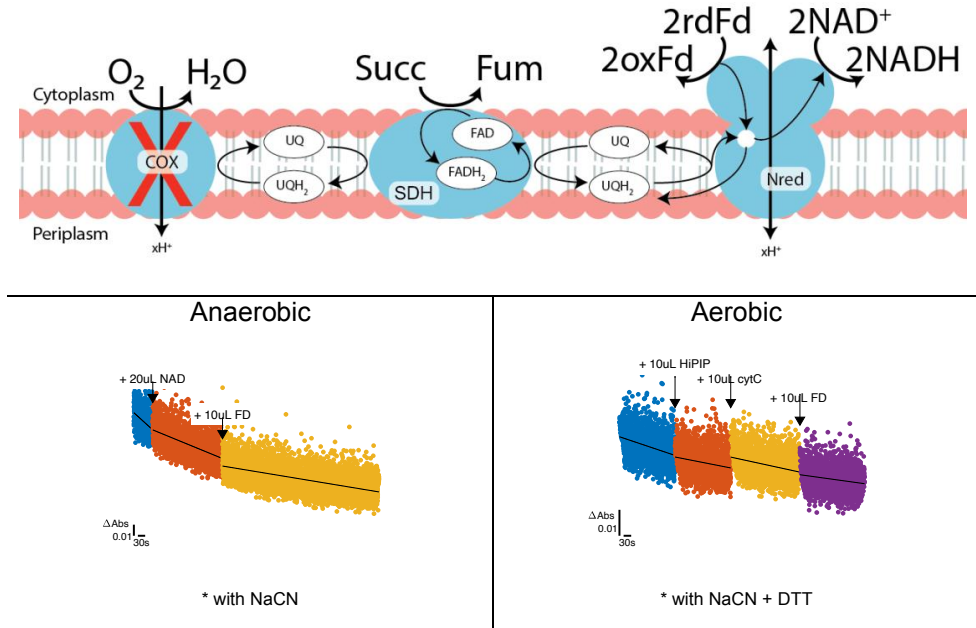 2rdFd 2NAD⁺
2oxFd 2NADH
O₂ H₂O Succ Fum
Cytoplasm
UQ FAD UQ
COX
UQH₂ SDH FADH₂ UQH₂ Nred
Periplasm
xH⁺ xH⁺
Anaerobic
+ 20uL NAD
+ 10uL FD
ΔAbs
0.01
30s
* with NaCN
Aerobic
+ 10uL HiPIP
+ 10uL cytC
+ 10uL FD
ΔAbs
0.01
30s
* with NaCN + DTT